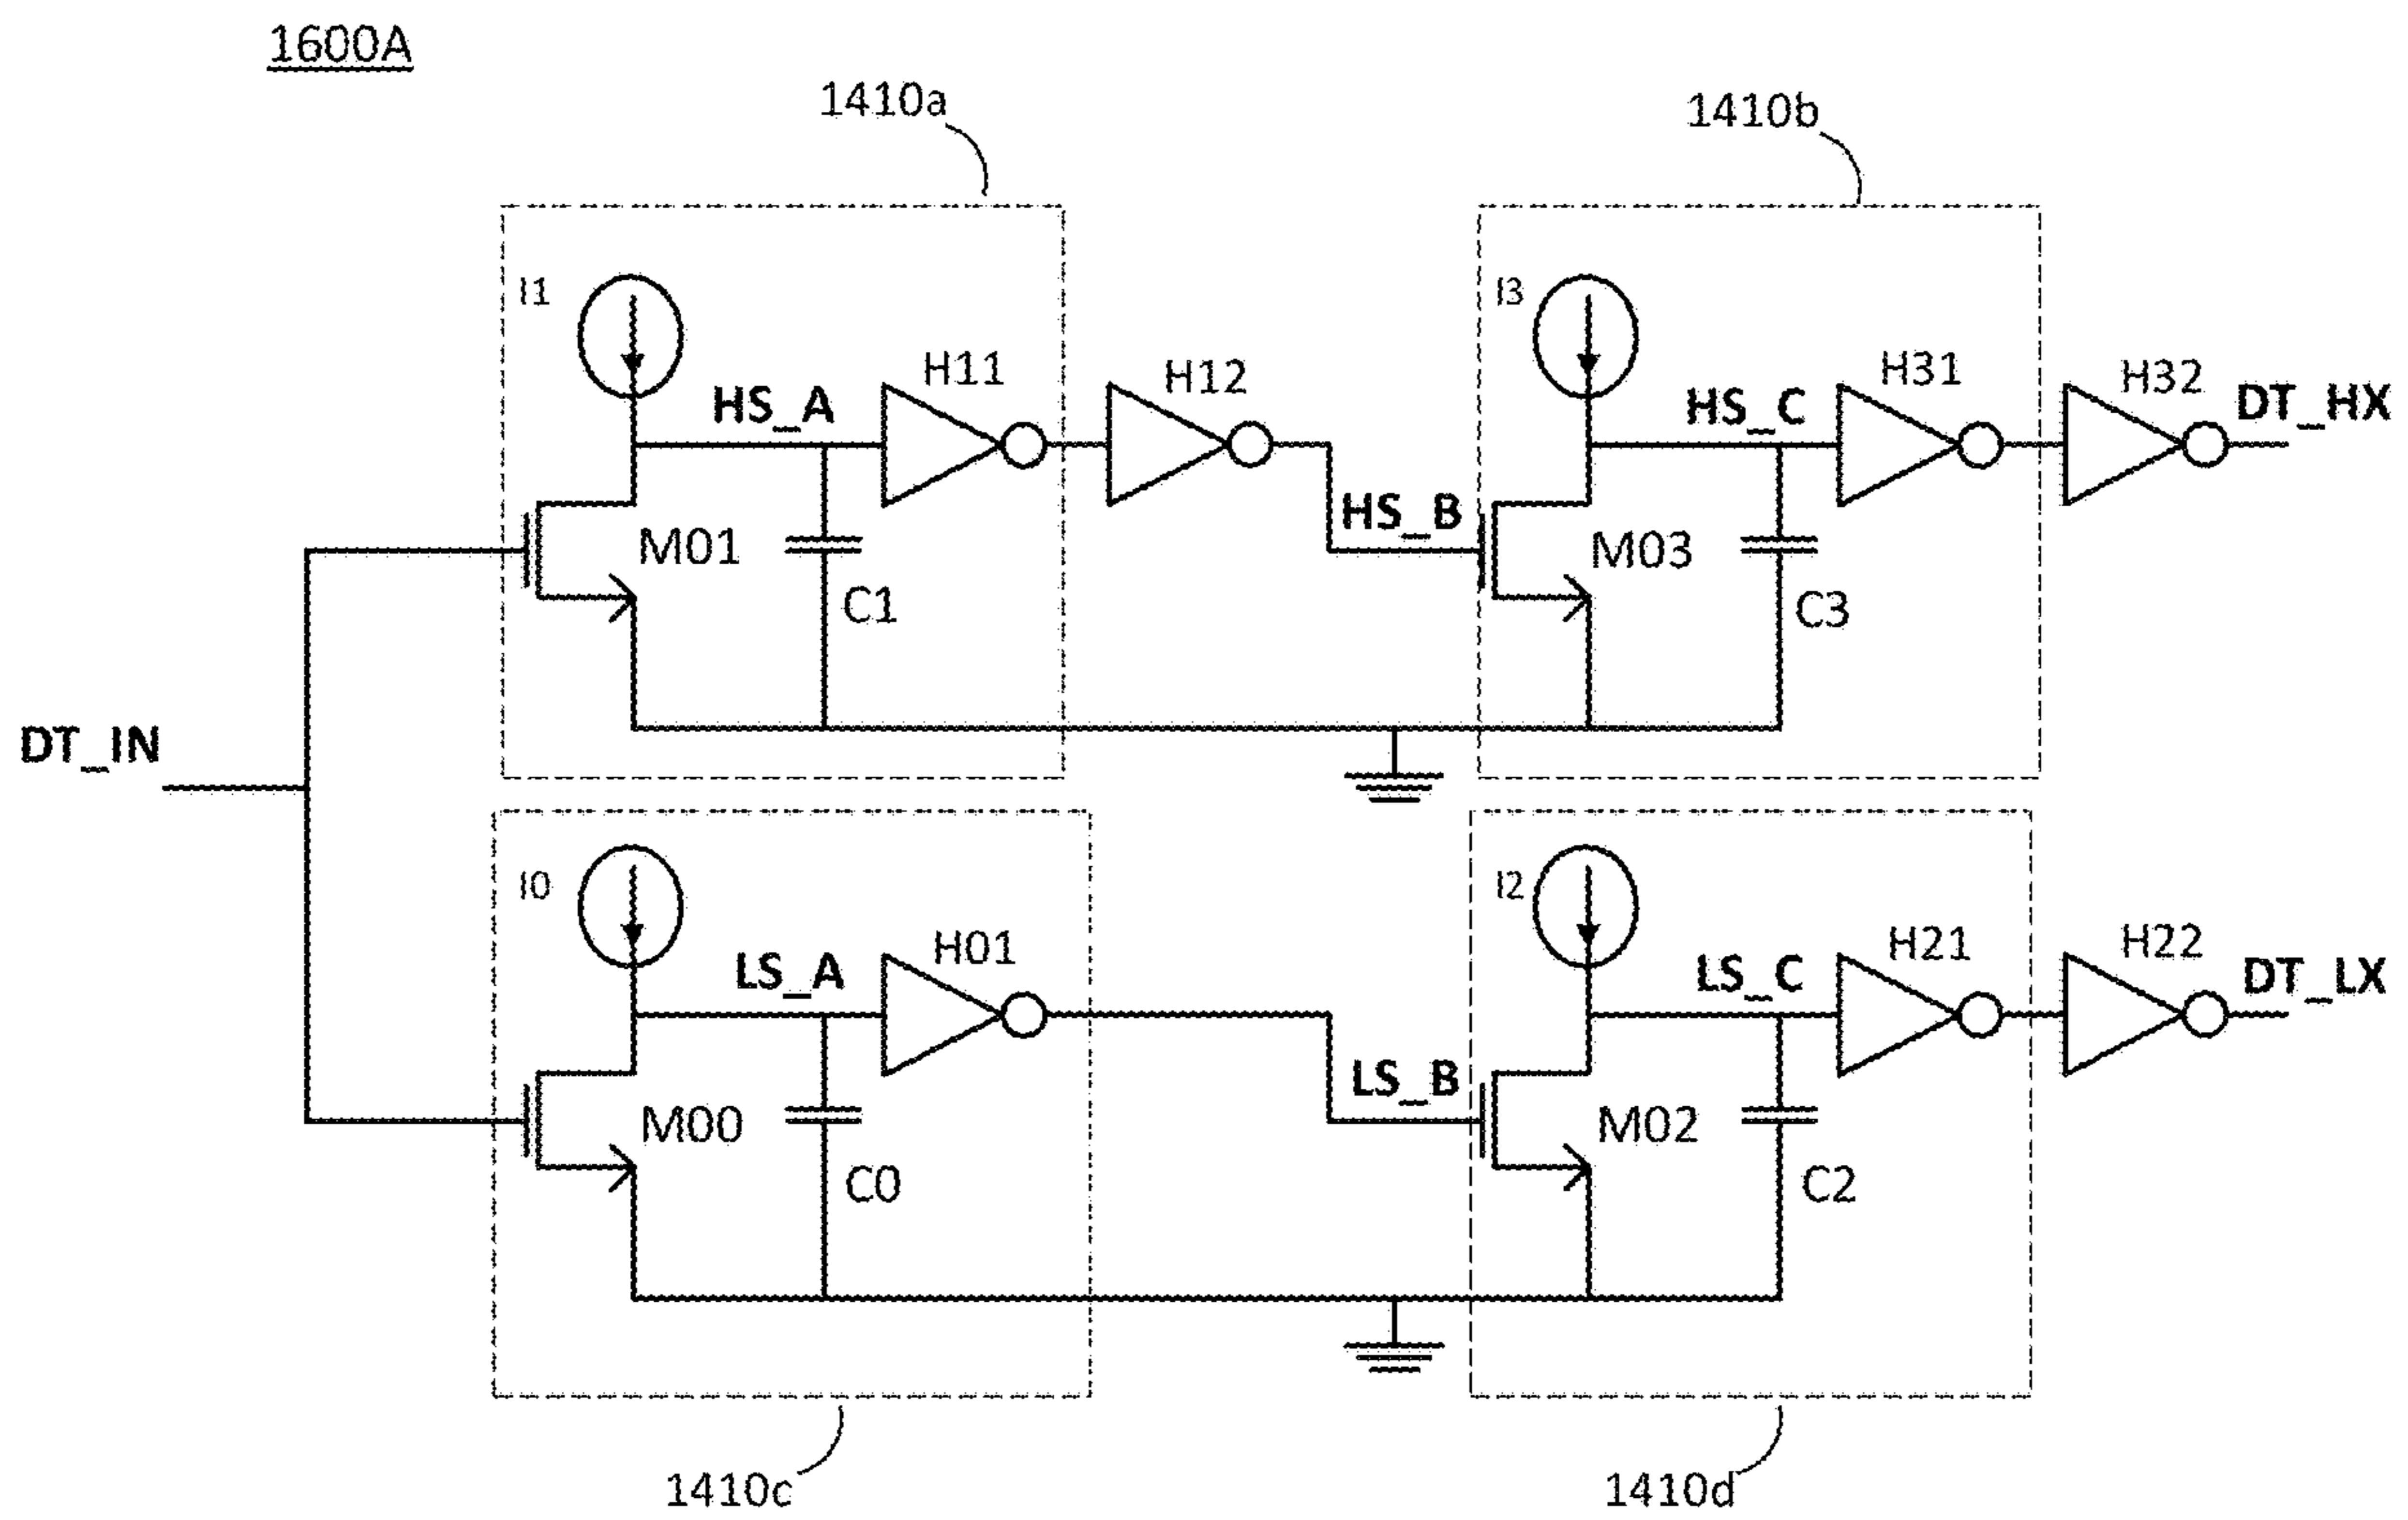 1600A
1410a
1410b
I1
HS_A
H11
H12
I3
HS_C
H31
H32
DT_HX
HS_B
M01
C1
M03
C3
DT_IN
I0
LS_A
H01
I2
LS_C
H21
H22
DT_LX
LS_B
M00
C0
M02
C2
1410c
1410d